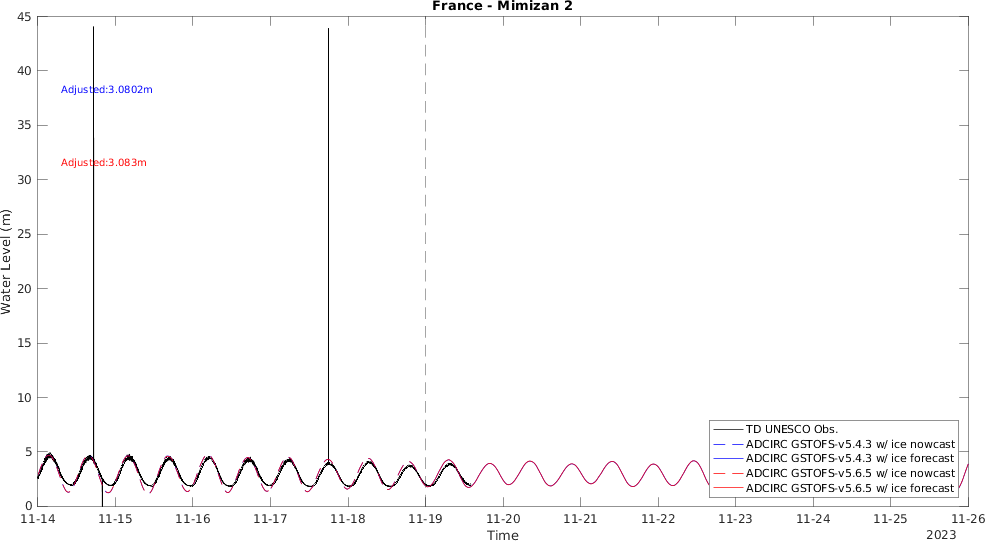 France - Mimizan 2
Water Level (m)
45
40
35
30
25
20
15
10
5
0
Adjusted:3.0802m
Adjusted:3.083m
TD UNESCO Obs.
ADCIRC GSTOFS-v5.4.3 w/ ice nowcast
ADCIRC GSTOFS-v5.4.3 w/ ice forecast
ADCIRC GSTOFS-v5.6.5 w/ ice nowcast
ADCIRC GSTOFS-v5.6.5 w/ ice forecast
11-14 11-15 11-16 11-17 11-18 11-19 11-20 11-21 11-22 11-23 11-24 11-25 11-26
Time
2023